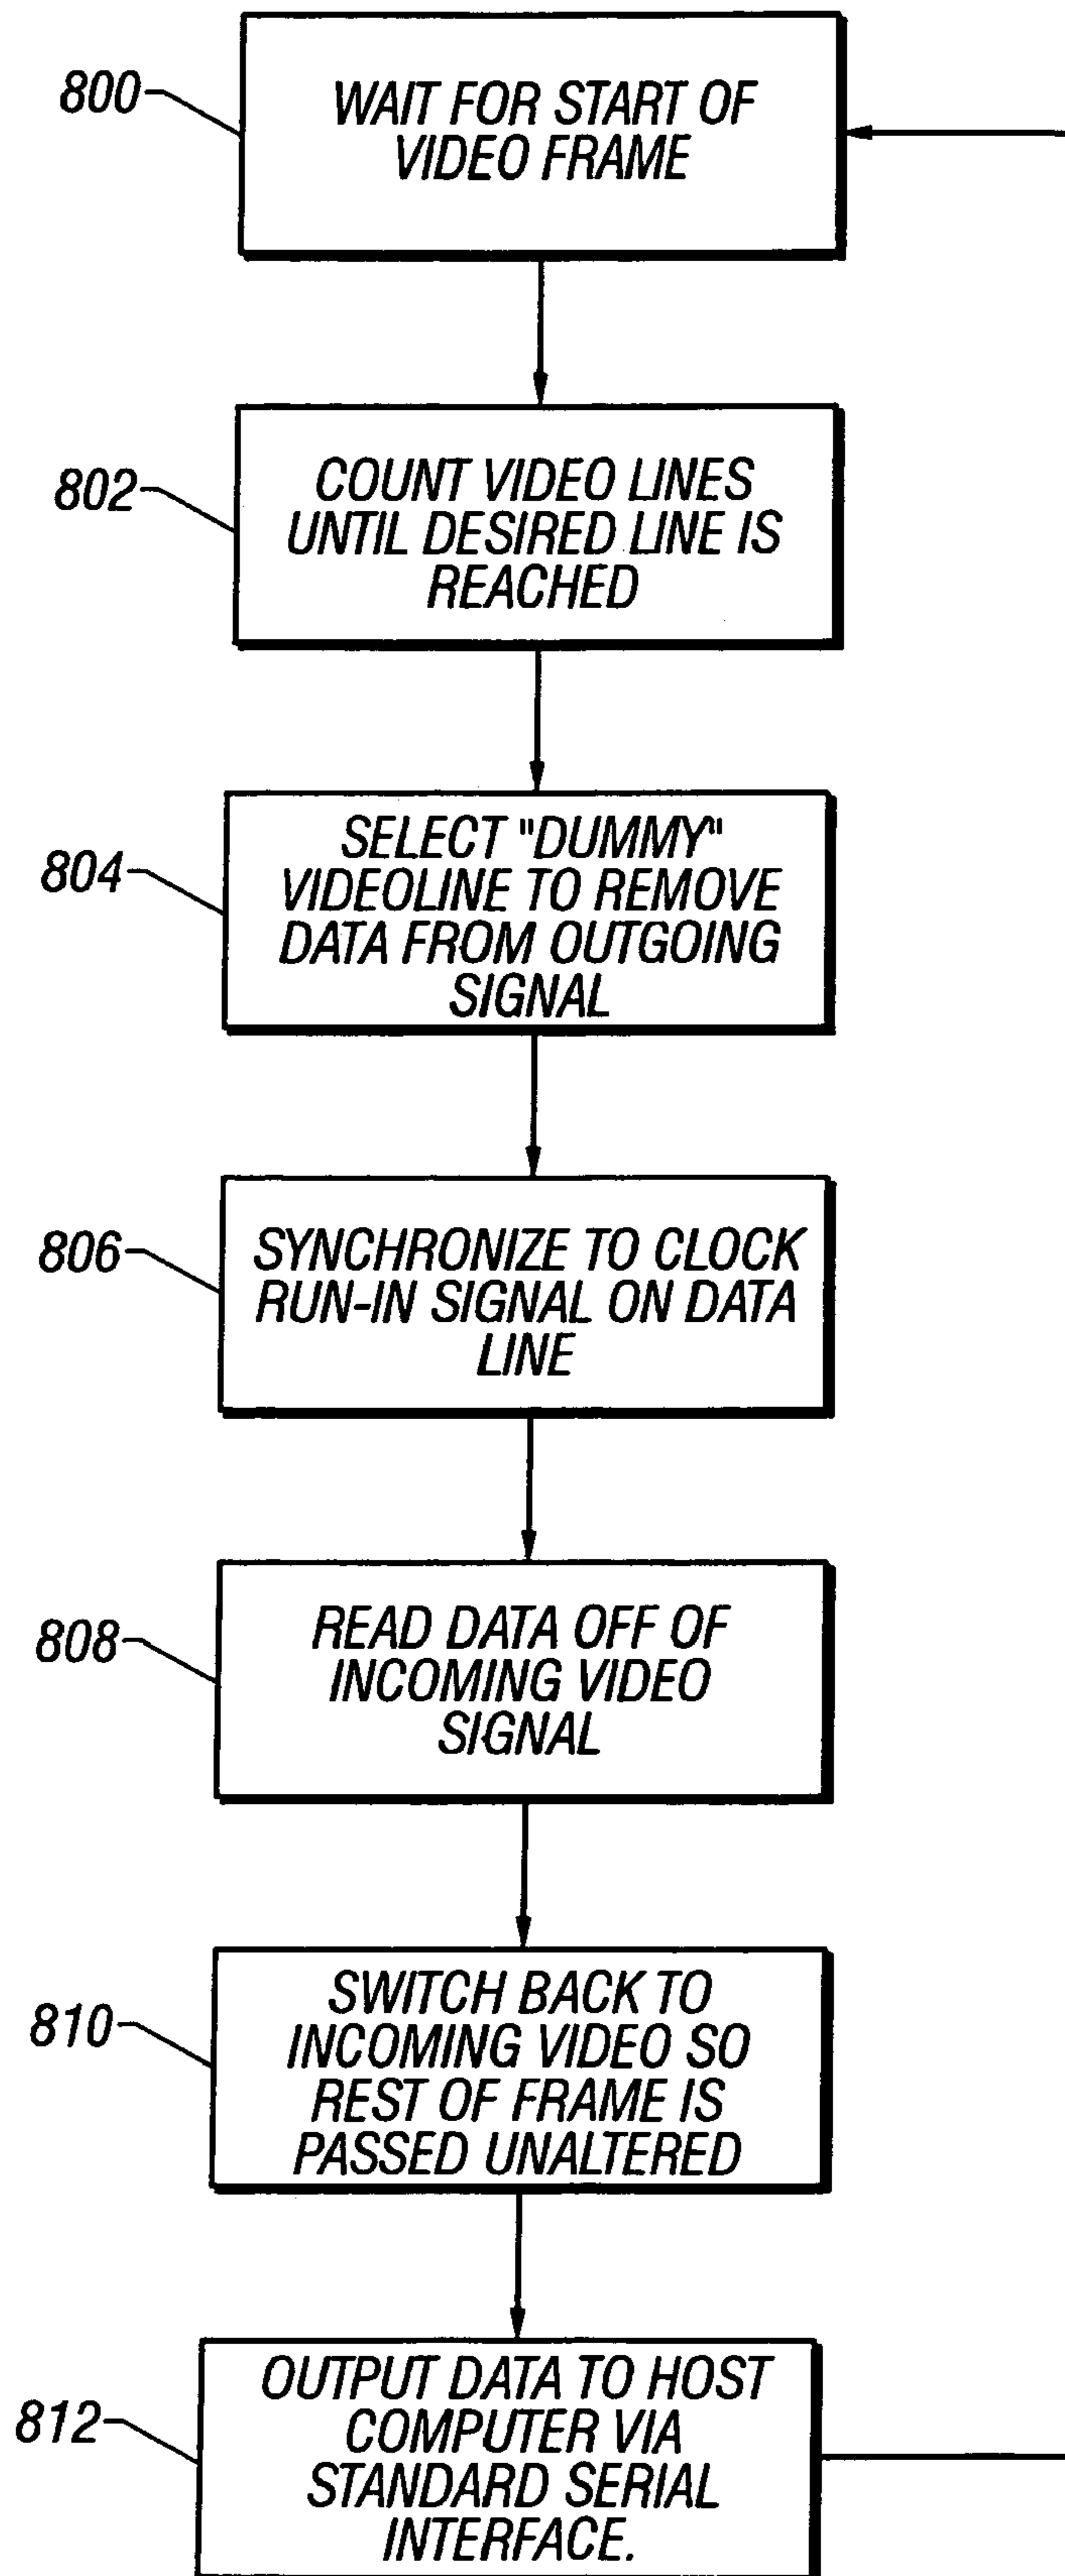 800
WAIT FOR START OF
VIDEO FRAME
802
COUNT VIDEO LINES
UNTIL DESIRED LINE IS
REACHED
804
SELECT "DUMMY"
VIDEOLINE TO REMOVE
DATA FROM OUTGOING
SIGNAL
806
SYNCHRONIZE TO CLOCK
RUN-IN SIGNAL ON DATA
LINE
808
READ DATA OFF OF
INCOMING VIDEO
SIGNAL
810
SWITCH BACK TO
INCOMING VIDEO SO
REST OF FRAME IS
PASSED UNALTERED
812
OUTPUT DATA TO HOST
COMPUTER VIA
STANDARD SERIAL
INTERFACE.